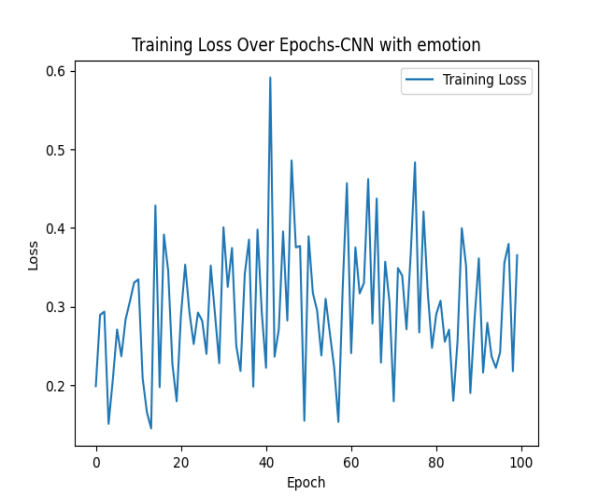 Training Loss Over Epochs-CNN with emotion
Training Loss
0.6
0.5
0.4
0.3
0.2
Loss
0 20 40 60 80 100
Epoch